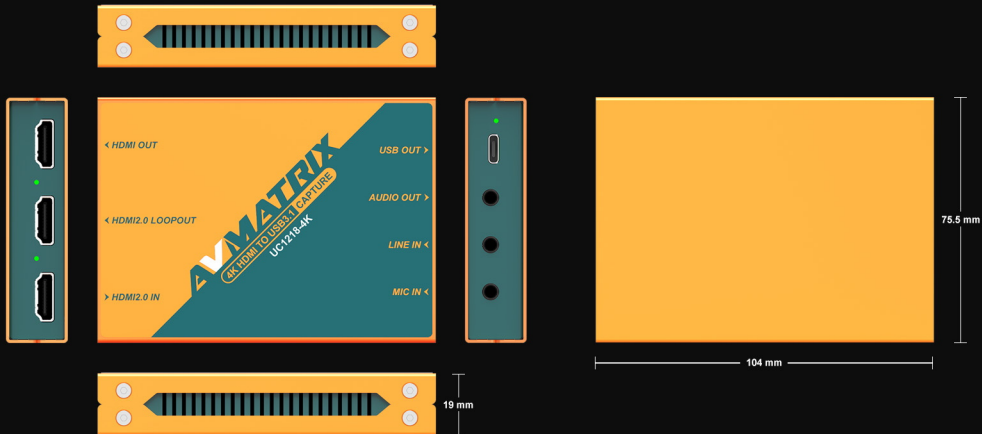 HDMI OUT
HDMI2.0 LOOPOUT
HDMI2.0 IN
AVMATRIX
4K HDMI TO USB3.1 CAPTURE
UC1218-4K
USB OUT
AUDIO OUT
LINE IN
MIC IN
75.5 mm
104 mm
19 mm